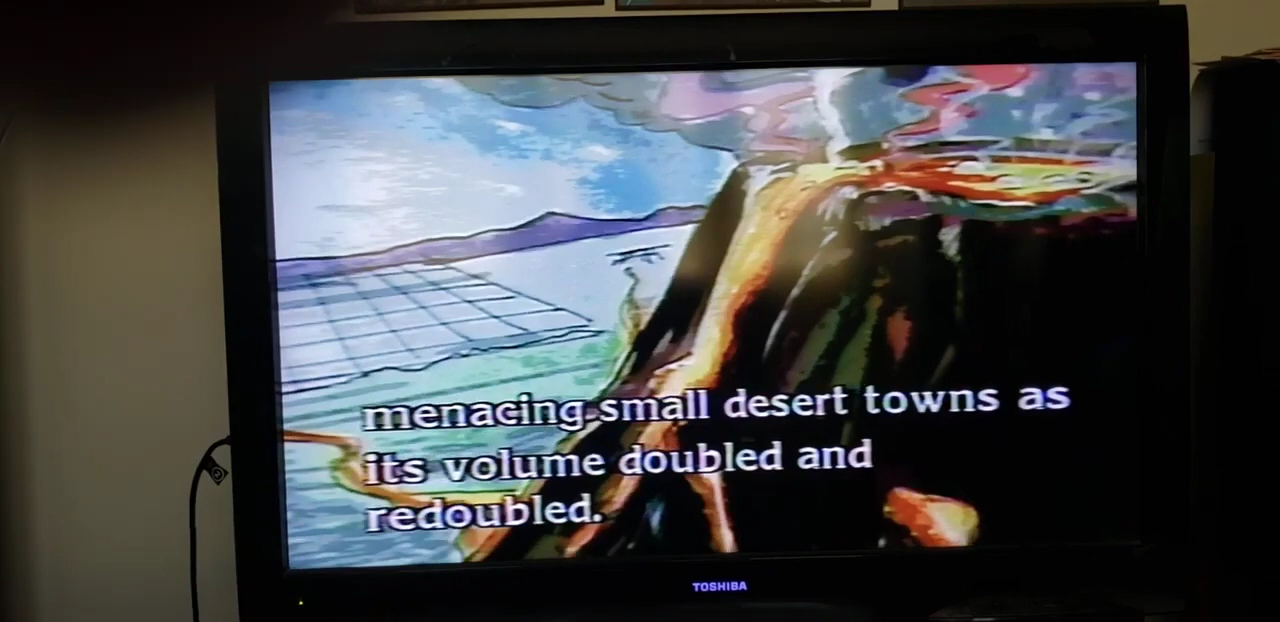 menacing small desert towns as
its volume doubled and
redoubled.
TOSHIBA